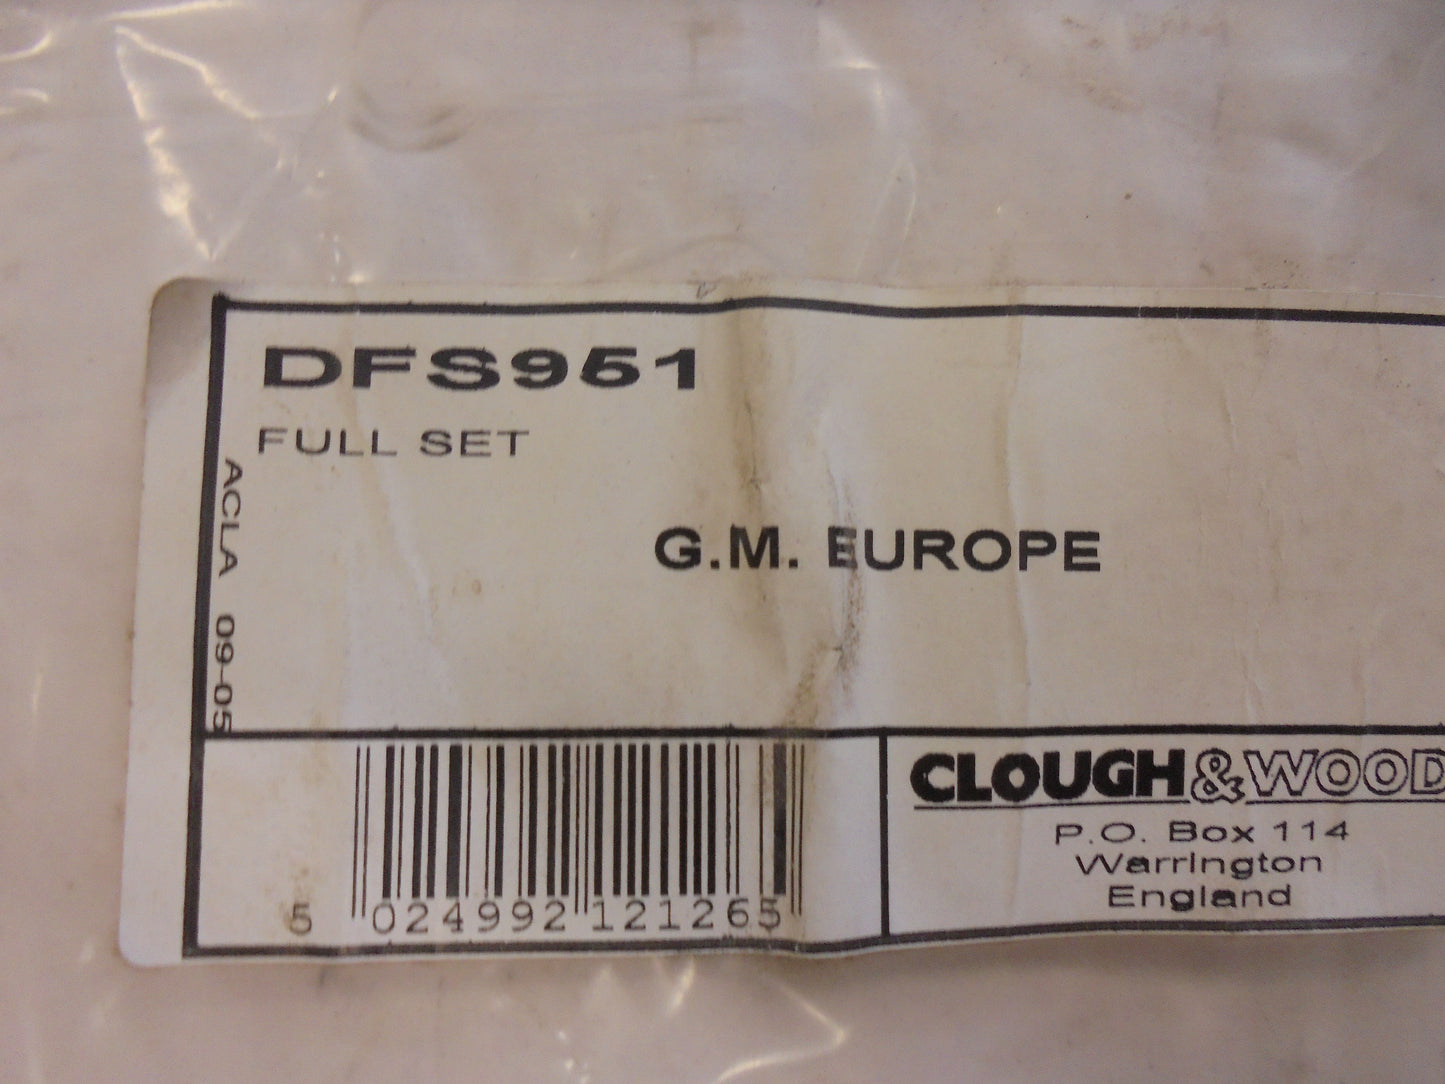 DFS951
FULL SET
ACLA 09-05
G.M. EUROPE
5 024992 121265
CLOUGH&WOOD
P.O. Box 114
Warrington
England